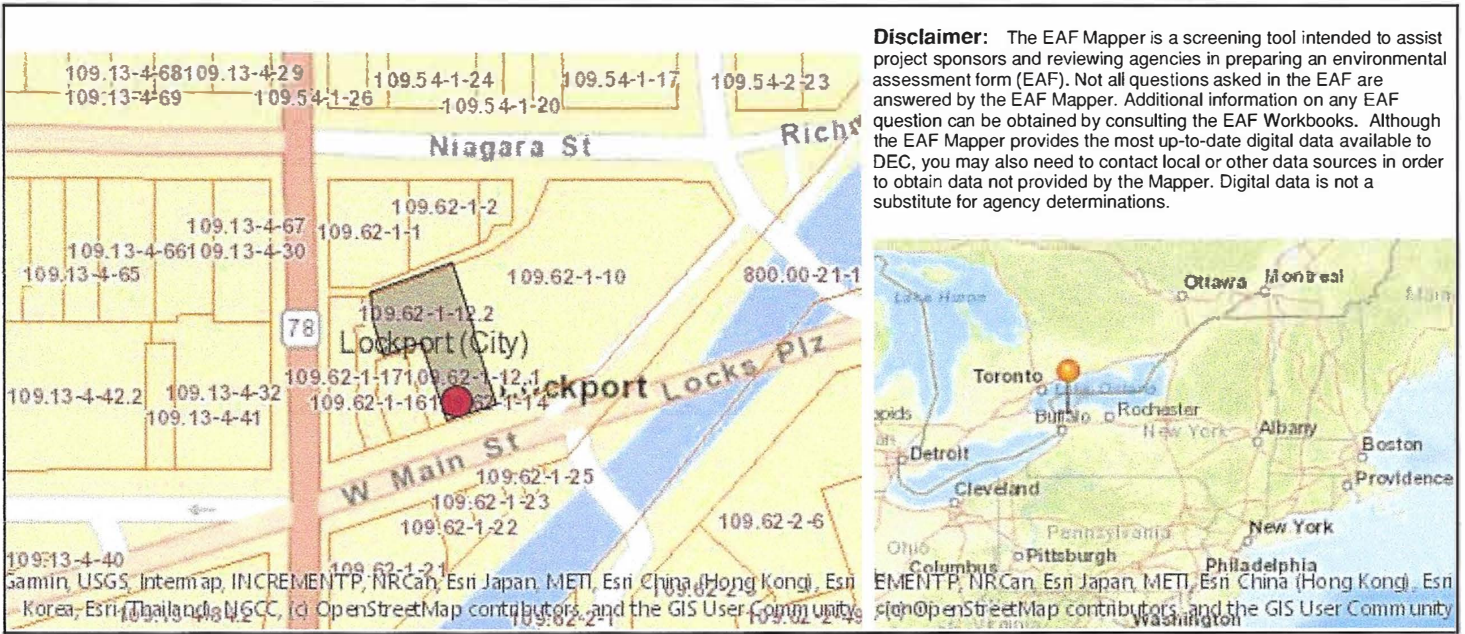 Disclaimer: The EAF Mapper is a screening tool intended to assist
project sponsors and reviewing agencies in preparing an environmental
assessment form (EAF). Not all questions asked in the EAF are
answered by the EAF Mapper. Additional information on any EAF
question can be obtained by consulting the EAF Workbooks. Although
the EAF Mapper provides the most up-to-date digital data available to
DEC, you may also need to contact local or other data sources in order
to obtain data not provided by the Mapper. Digital data is not a
substitute for agency determinations.
109.13-4-68 109.13-4-29
109.54-1-24
109.54-1-17
109.54-2-23
109.13-4-69
109.54-1-26
109.54-1-20
Niagara St
109.62-1-2
109.13-4-67
109.62-1-1
109.13-4-66 109.13-4-30
109.13-4-65
109.62-1-10
800.00-21-1
109.62-1-12.2
78
Lockport (City)
109.62-1-17 109.62-1-12.1
109.13-4-42.2
109.13-4-32
109.62-1-16
Lockport
Locks Plz
109.13-4-41
W Main St
109.62-1-25
109.62-1-23
109.62-1-22
109.62-2-6
109.13-4-40
109.62-1-21
Garmin, USGS, Intermap, INCREMENT P, NRCan, Esri Japan, METI, Esri China (Hong Kong), Esri
Korea, Esri (Thailand), NGCC, (c) OpenStreetMap contributors, and the GIS User Community
Ottawa
Montreal
Lake Huron
Toronto
Lake Ontario
Buffalo
Rochester
New York
Albany
Detroit
Boston
Providence
Cleveland
New York
Pennsylvania
Ohio
Pittsburgh
Columbus
Philadelphia
EMENT P, NRCan, Esri Japan, METI, Esri China (Hong Kong), Esri
OpenStreetMap contributors, and the GIS User Community
Washington